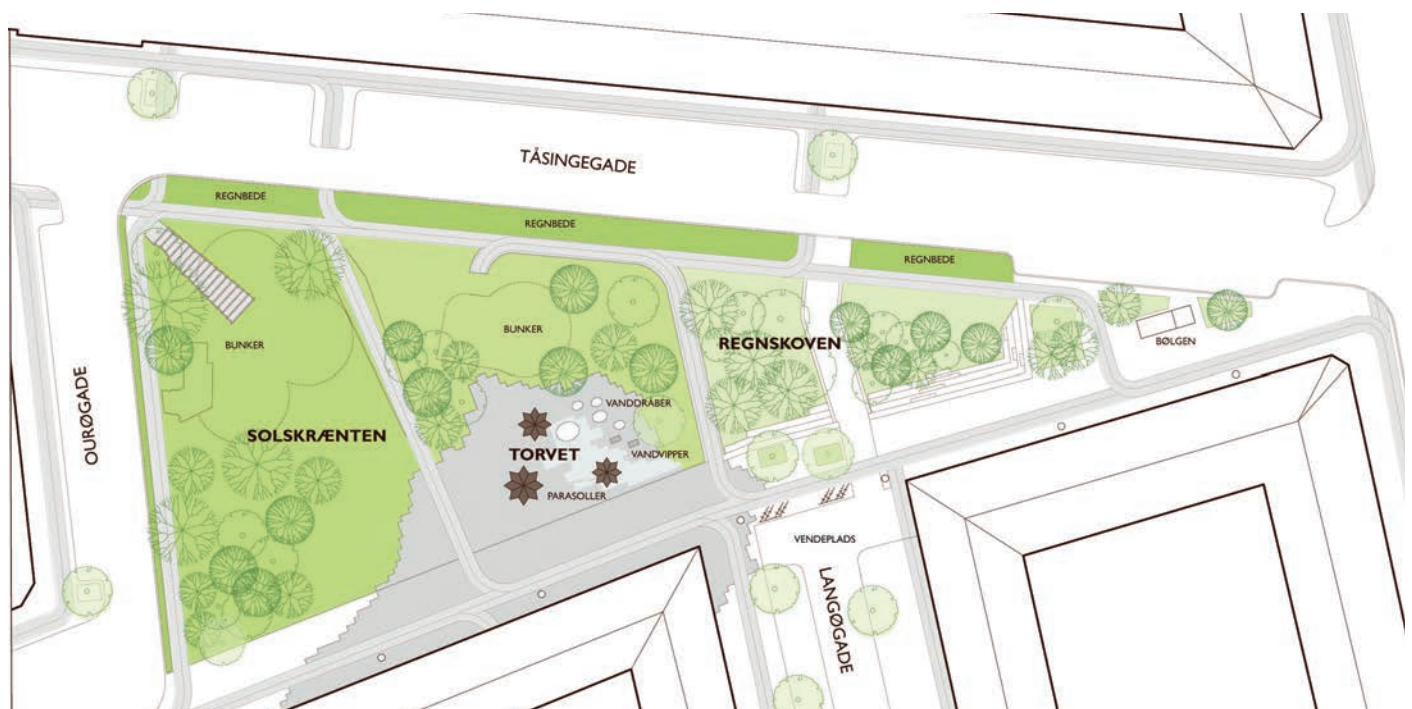 TÅSINGEGADE
REGNBEDE
REGNBEDE
REGNBEDE
BUNKER
BUNKER
REGNSKOVEN
BØLGEN
OURØGADE
SOLSKRÆNTEN
VANDDRÅBER
TORVET
VANDVIPPER
PARASOLLER
VENDEPLADS
LANGØGADE